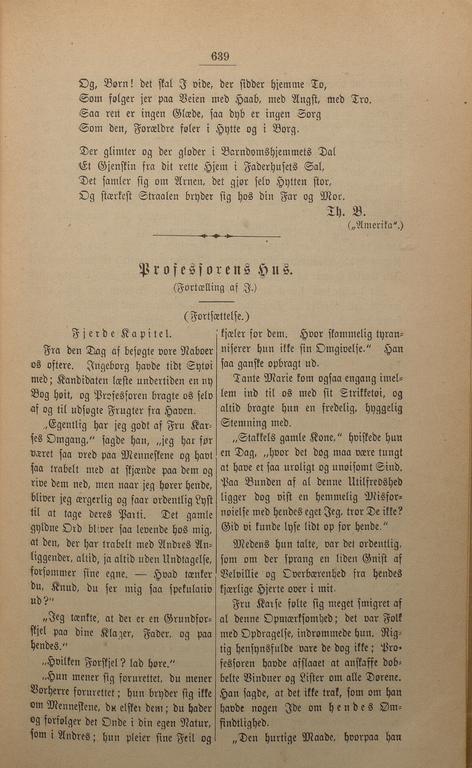 639
Og, Børn! det skal I vide, der sidder hjemme To,
Som følger jer paa Veien med Haab, med Angst, med Tro.
Saa ren er ingen Glæde, saa dyb er ingen Sorg
Som den, Forældre føler i Hytte og i Borg.
Der glimter og der gløder i Barndomshjemmets Dal
Et Gjenskin fra dit rette Hjem i Faderhusets Sal,
Det samler sig om Arnen, det gjør selv Hytten stor,
Og stærkest Straalen bryder sig hos din Far og Mor.
Th. B.
(„Amerika“.)
Professorens Hus.
(Fortælling af J.)
(Fortsættelse.)
Fjerde Kapitel.
Fra den Dag af besøgte vore Naboer
os oftere. Ingeborg havde tidt Sytøi
med; Kandidaten læste undertiden en ny
Bog høit, og Professoren bragte os selv
af og til udsøgte Frugter fra Haven.
„Egentlig har jeg godt af Fru Kar-
ses Omgang,“ sagde han, „jeg har før
været saa vred paa Menneskene og havt
saa travelt med at skjænde paa dem og
rive dem ned, men naar jeg hører hende,
bliver jeg ærgerlig og faar ordentlig Lyst
til at tage deres Parti. Det gamle
gyldne Ord bliver saa levende hos mig,
at den, der har travelt med Andres An-
liggender, altid, ja altid uden Undtagelse,
forsømmer sine egne. — Hvad tænker
du, Knud, du ser mig saa spekulativ
ud?“
„Jeg tænkte, at der er en Grundfor-
skjel paa dine Klager, Fader, og paa
hendes.“
„Hvilken Forskjel? lad høre.“
„Hun mener sig forurettet, du mener
Vorherre forurettet; hun bryder sig ikke
om Menneskene, du elsker dem; du hader
og forfølger det Onde i din egen Natur,
som i Andres; hun pleier sine Feil og
kjæler for dem. Hvor skammelig tyran-
niserer hun ikke sin Omgivelse.“ Han
saa ganske opbragt ud.
Tante Marie kom ogsaa engang imel-
lem ind til os med sit Strikketøi, og
altid bragte hun en fredelig, hyggelig
Stemning med.
„Stakkels gamle Kone,“ hviskede hun
en Dag, „hvor det dog maa være tungt
at have et saa uroligt og unoisomt Sind.
Paa Bunden af al denne Utilfredshed
ligger dog vist en hemmelig Misfor-
nøielse med hendes eget Jeg, tror De ikke?
Gid vi kunde lyse lidt op for hende.“
Medens hun talte, var det ordentlig,
som om der sprang en liden Gnist af
Velvillie og Overbærenhed fra hendes
kjærlige Hjerte over i mit.
Fru Karse følte sig meget smigret af
al denne Opmærksomhed; det var Folk
med Opdragelse, indrømmede hun. Rig-
tig hensynsfulde vare de dog ikke; Pro-
fessoren havde afslaaet at anskaffe dob-
belte Vinduer og Lister om alle Dørene.
Han sagde, at det ikke trak, som om han
havde nogen Ide om hendes Øm-
findtlighed.
„Den hurtige Maade, hvorpaa han